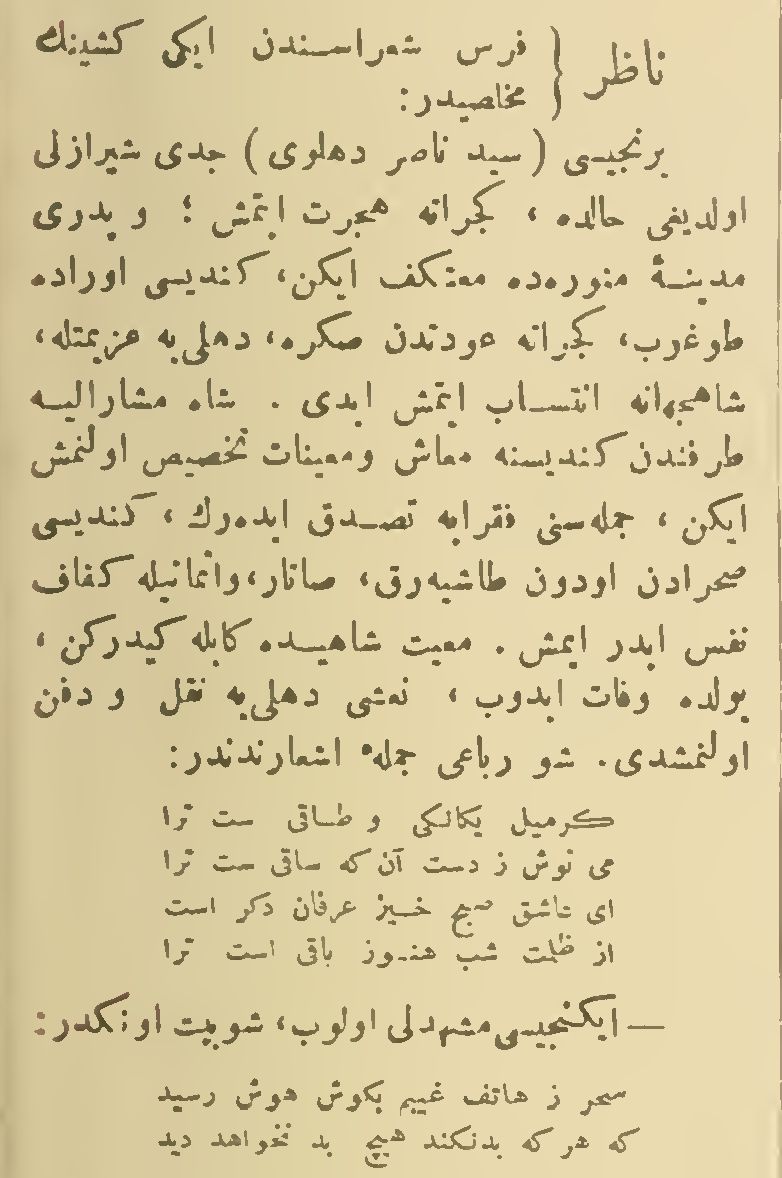 ناظر { فرس شعراسندن ایکی کشینك
مخلصیدر:
برنجیسی (سید ناصر دهلوی) جدی شیرازلی
اولدیغی حالده ، کجراته هجرت ایتمش ؛ و پدری
مدینۀ منوره‌ده معتکف ایکن، کندیسی اوراده
طوغوب، کجراته عودتدن صکره، دهلی‌یه عزیمتله،
شاهجهانه انتساب ایتمش ایدی . شاه مشارالیه
طرفندن کندیسنه معاش ومعینات تخصیص اولنمش
ایکن ، جمله‌سنی فقرایه تصدق ایده‌رك ، کندیسی
صحرادن اودون طاشیه‌رق، صاتار، واثمانیله کفاف
نفس ایدر ایمش . معیت شاهیده کابله کیدرکن ،
یولده وفات ایدوب ، نعشی دهلی‌یه نقل و دفن
اولنمشدی. شو رباعی جملۀ اشعارندندر:
کرمیل یکانکی و طاقی ست ترا
می نوش ز دست آن که ساقی ست ترا
ای عاشق صبح خیز عرفان دکر است
از ظلمت شب هنوز باقی است ترا
— ایکنجیسی مشهدلی اولوب، شوبیت اونکدر:
سحر ز هاتف غیبم بکوش هوش رسید
که هر که بدنکند هیچ بد نخواهد دید